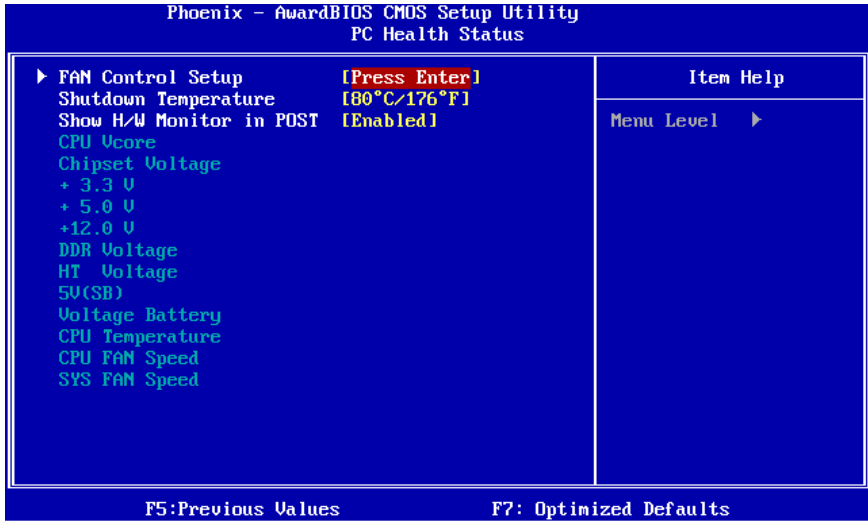 Phoenix - AwardBIOS CMOS Setup Utility
PC Health Status
FAN Control Setup [Press Enter]
Shutdown Temperature [80°C/176°F]
Show H/W Monitor in POST [Enabled]
CPU Vcore
Chipset Voltage
+ 3.3 V
+ 5.0 V
+12.0 V
DDR Voltage
HT Voltage
5V(SB)
Voltage Battery
CPU Temperature
CPU FAN Speed
SYS FAN Speed
Item Help
Menu Level
F5:Previous Values F7: Optimized Defaults